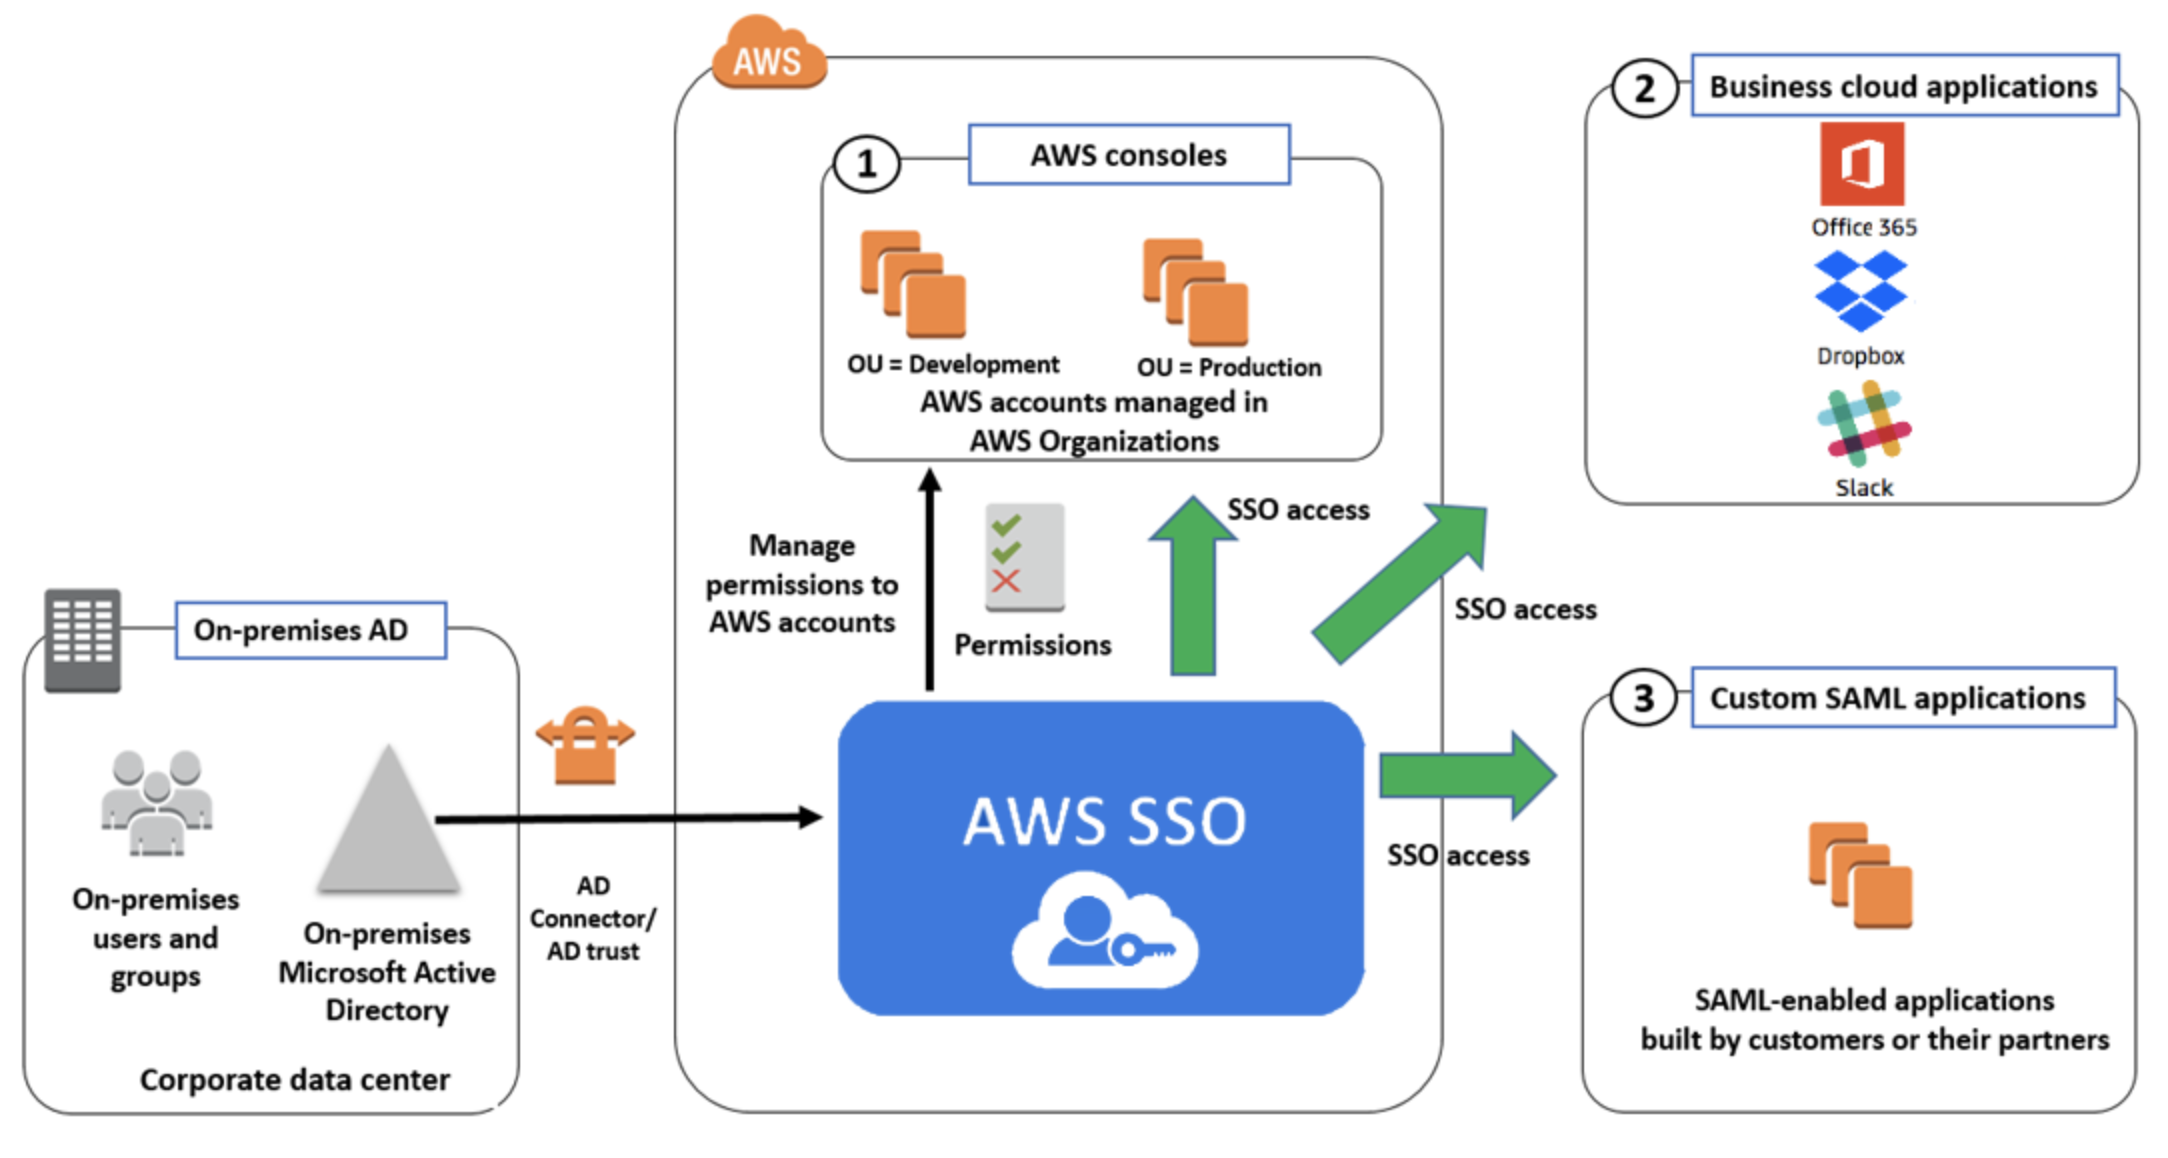 AWS
1
AWS consoles
OU = Development
OU = Production
AWS accounts managed in
AWS Organizations
2
Business cloud applications
Office 365
Dropbox
Slack
Manage
permissions to
AWS accounts
Permissions
SSO access
SSO access
On-premises AD
On-premises
users and
groups
On-premises
Microsoft Active
Directory
Corporate data center
AD
Connector/
AD trust
AWS SSO
SSO access
3
Custom SAML applications
SAML-enabled applications
built by customers or their partners